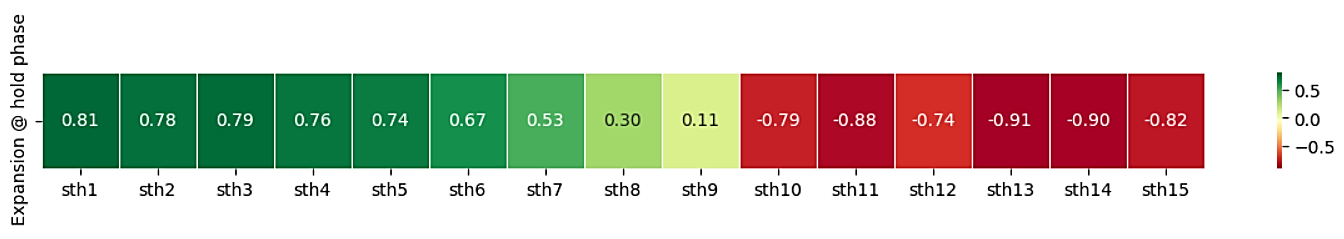 Expansion @ hold phase
0.81 0.78 0.79 0.76 0.74 0.67 0.53 0.30 0.11 -0.79 -0.88 -0.74 -0.91 -0.90 -0.82
sth1 sth2 sth3 sth4 sth5 sth6 sth7 sth8 sth9 sth10 sth11 sth12 sth13 sth14 sth15
0.5
0.0
−0.5